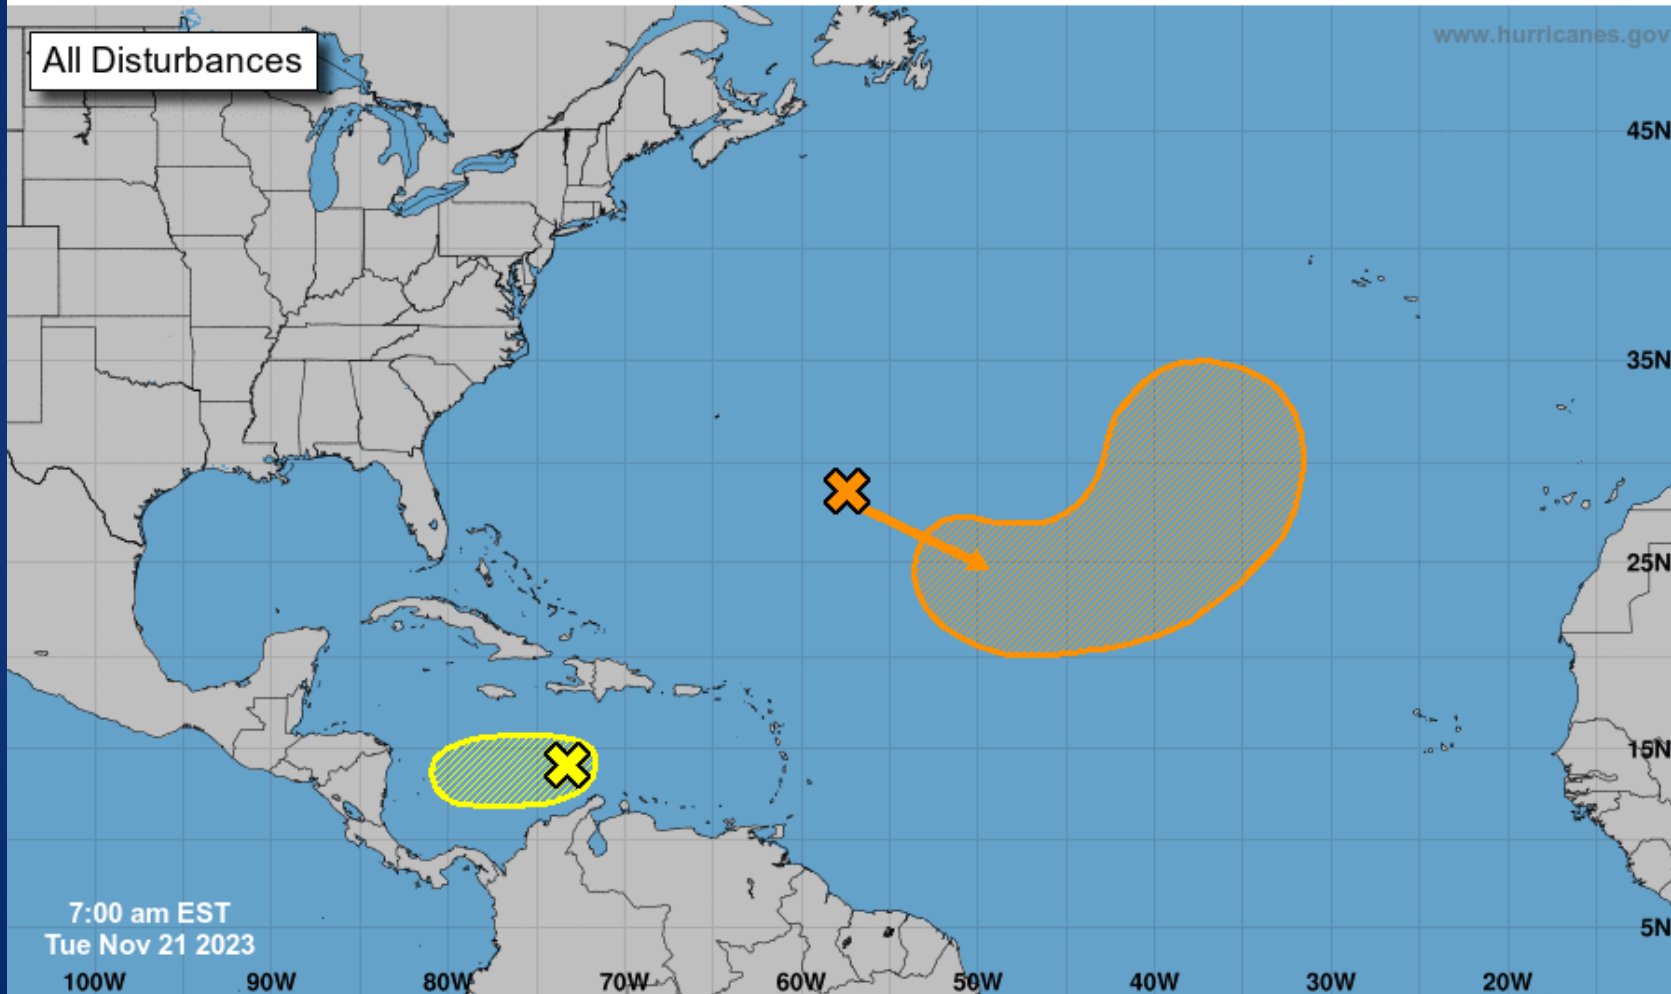 All Disturbances
www.hurricanes.gov
45N
35N
25N
15N
7:00 am EST
Tue Nov 21 2023
5N
100W
90W
80W
70W
60W
50W
40W
30W
20W